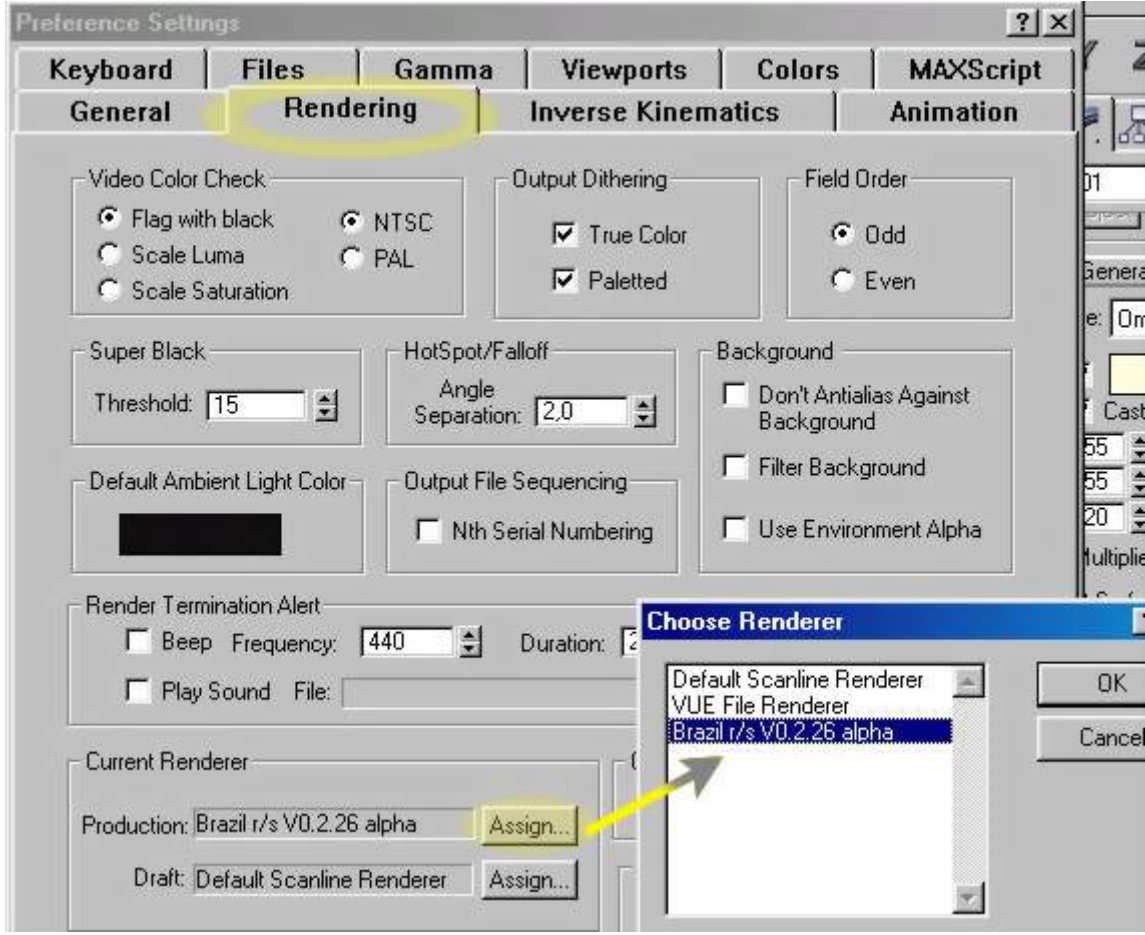 Preference Settings
Keyboard Files Gamma Viewports Colors MAXScript
General Rendering Inverse Kinematics Animation
Video Color Check
Flag with black
Scale Luma
Scale Saturation
NTSC
PAL
Output Dithering
True Color
Paletted
Field Order
Odd
Even
Super Black
Threshold: 15
HotSpot/Falloff
Angle
Separation: 2,0
Background
Don't Antialias Against
Background
Filter Background
Use Environment Alpha
Default Ambient Light Color
Output File Sequencing
Nth Serial Numbering
Render Termination Alert
Beep Frequency: 440 Duration:
Play Sound File:
Current Renderer
Production: Brazil r/s V0.2.26 alpha Assign...
Draft: Default Scanline Renderer Assign...
Choose Renderer
Default Scanline Renderer
VUE File Renderer
Brazil r/s V0.2.26 alpha
OK
Cancel
01
55
55
20
Cast